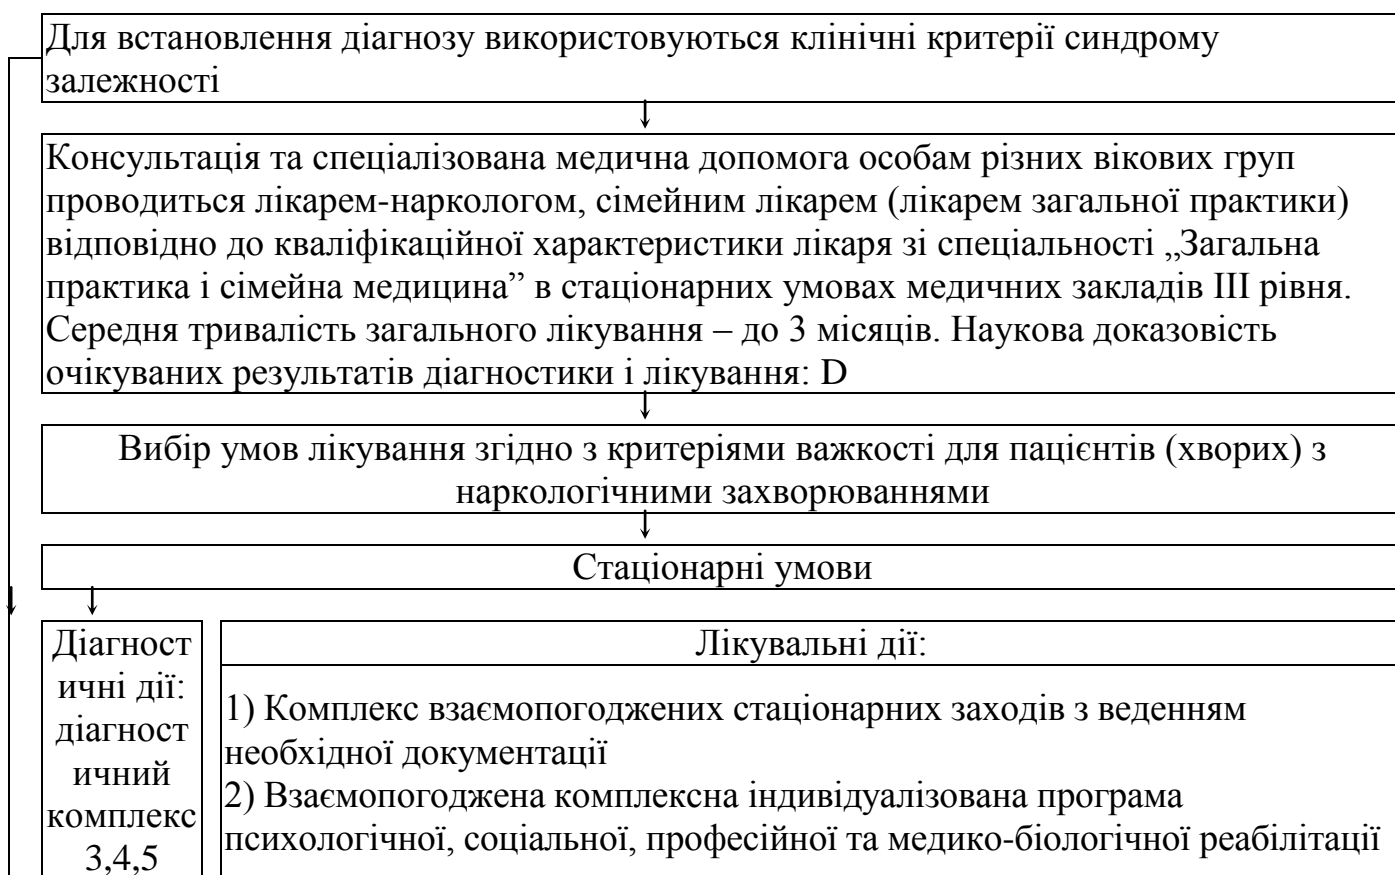 Для встановлення діагнозу використовуються клінічні критерії синдрому
залежності
Консультація та спеціалізована медична допомога особам різних вікових груп
проводиться лікарем-наркологом, сімейним лікарем (лікарем загальної практики)
відповідно до кваліфікаційної характеристики лікаря зі спеціальності „Загальна
практика і сімейна медицина” в стаціонарних умовах медичних закладів III рівня.
Середня тривалість загального лікування – до 3 місяців. Наукова доказовість
очікуваних результатів діагностики і лікування: D
Вибір умов лікування згідно з критеріями важкості для пацієнтів (хворих) з
наркологічними захворюваннями
Стаціонарні умови
Діагност
ичні дії:
діагност
ичний
комплекс
3,4,5
Лікувальні дії:
1) Комплекс взаємопогоджених стаціонарних заходів з веденням
необхідної документації
2) Взаємопогоджена комплексна індивідуалізована програма
психологічної, соціальної, професійної та медико-біологічної реабілітації